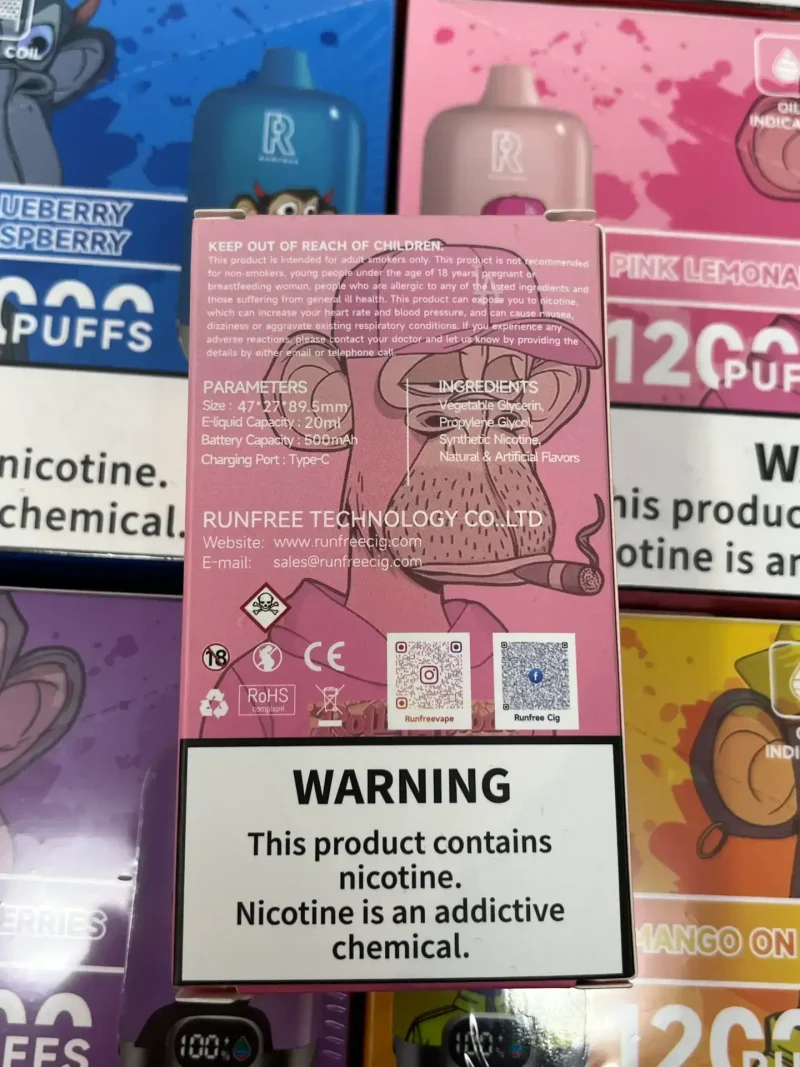 COIL
R
R
OIL
UEBERRY
SPBERRY
PUFFS
PINK LEMONA
1200
PUF
KEEP OUT OF REACH OF CHILDREN:
This product is intended for adult smokers only. This product is not recommended
for non-smokers, young people under the age of 18 years, pregnant or
breastfeeding women, people who are allergic to any of the listed ingredients and
those suffering from general ill health. This product can expose you to nicotine,
which can increase your heart rate and blood pressure, and can cause nausea,
dizziness or aggravate existing respiratory conditions. If you experience any
adverse reactions, please contact your doctor and let us know by providing the
details by either email or telephone call.
PARAMETERS
Size : 47*27*89.5mm
E-liquid Capacity : 20ml
Battery Capacity : 500mAh
Charging Port : Type-C
INGREDIENTS
Vegetable Glycerin,
Propylene Glycol,
Synthetic Nicotine,
Natural & Artificial Flavors
RUNFREE TECHNOLOGY CO.,LTD
Website: www.runfreecig.com
E-mail: sales@runfreecig.com
18
CE
RoHS
compliant
Runfreevape
Runfree Cig
WARNING
This product contains
nicotine.
Nicotine is an addictive
chemical.
nicotine.
chemical.
W
his produc
otine is an
ERRIES
100%
MANGO ON
100%